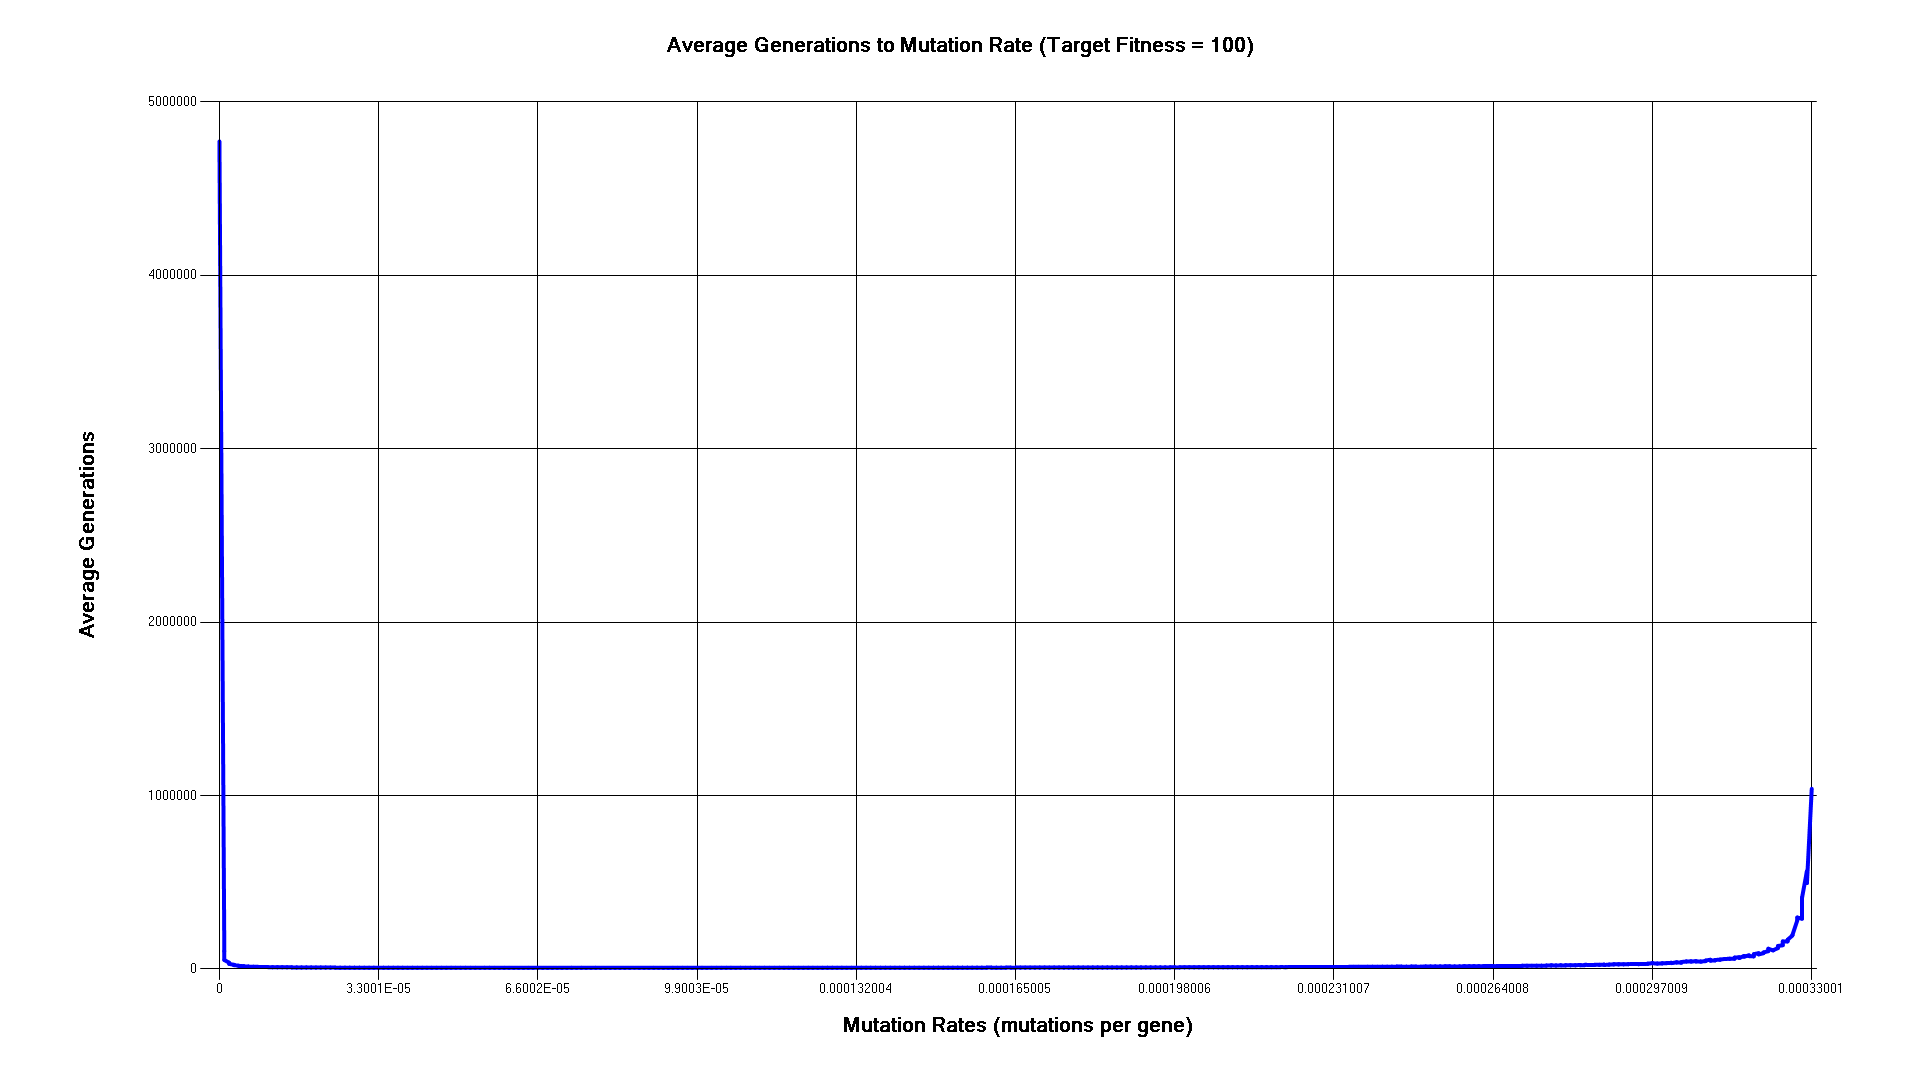 Average Generations to Mutation Rate (Target Fitness = 100)
5000000
4000000
3000000
2000000
1000000
0
Average Generations
0 3.3001E-05 6.6002E-05 9.9003E-05 0.000132004 0.000165005 0.000198006 0.000231007 0.000264008 0.000297009 0.00033001
Mutation Rates (mutations per gene)